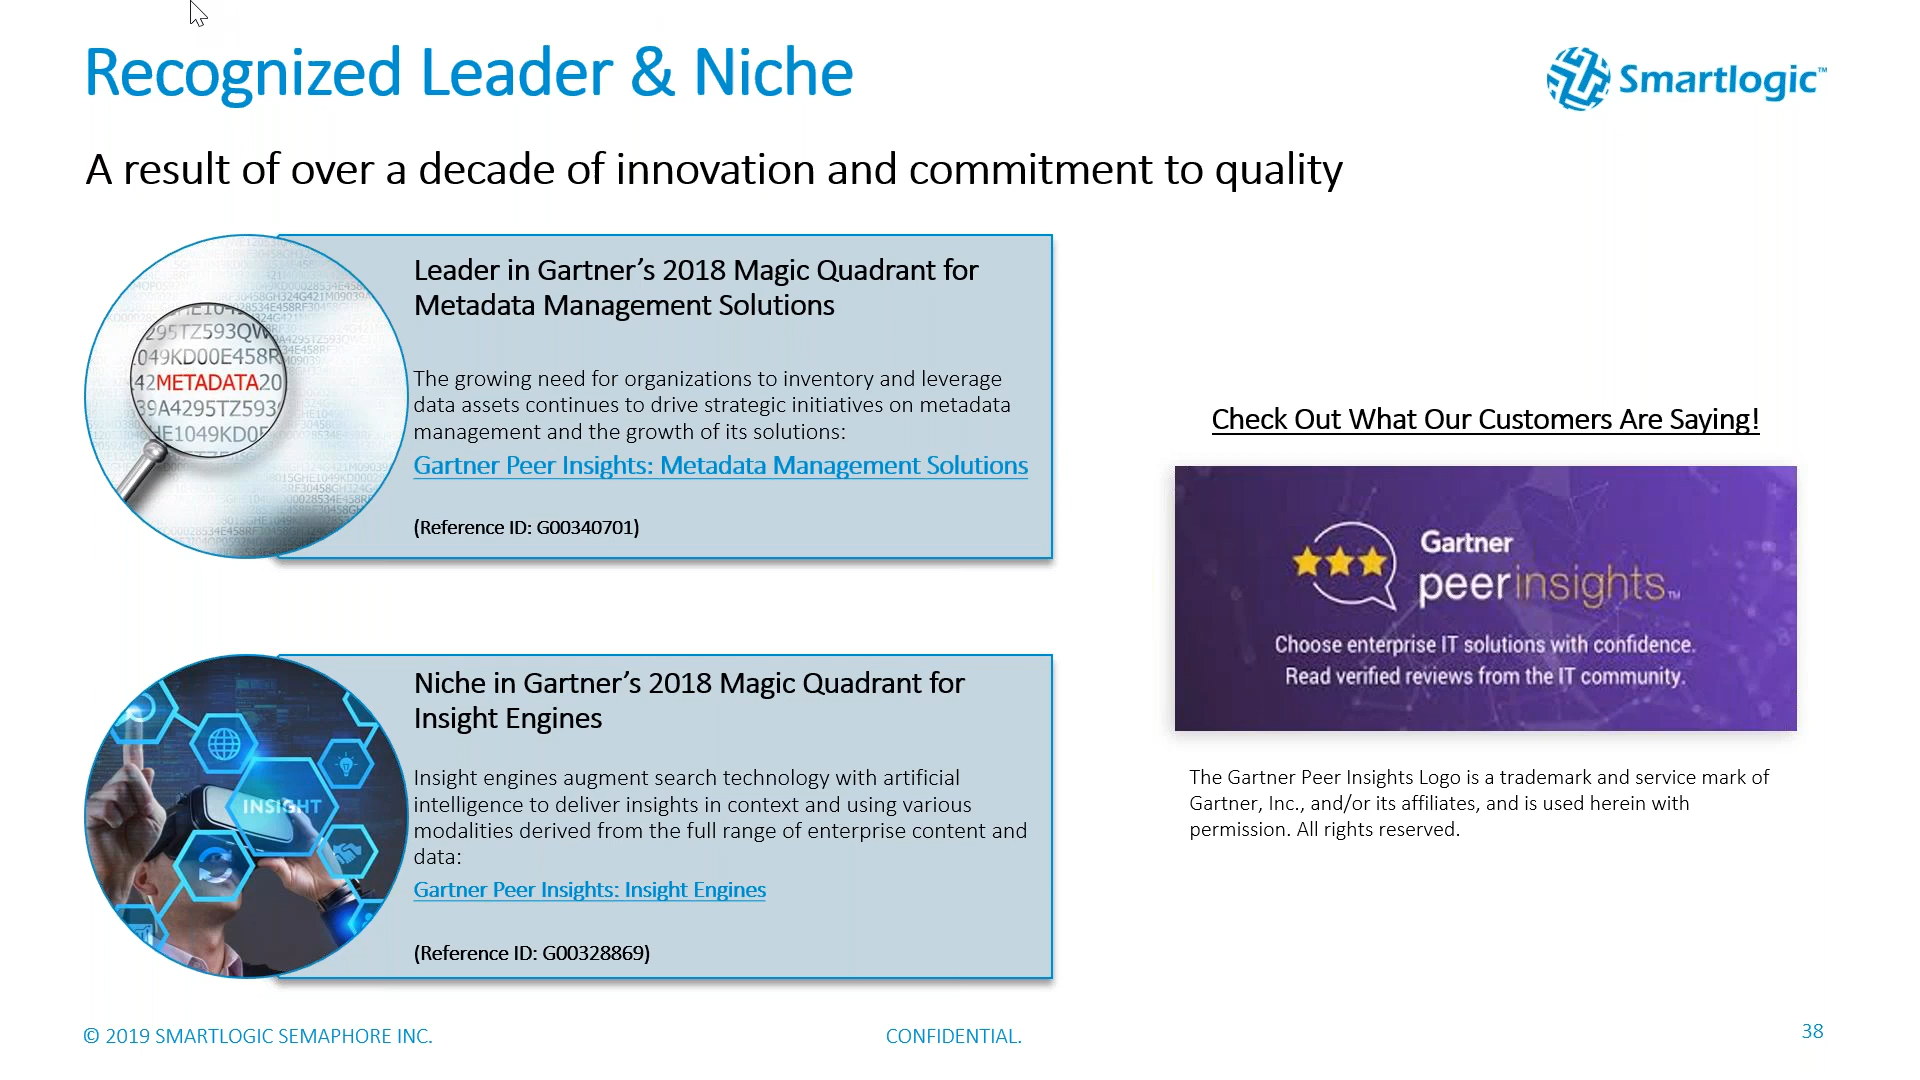 Recognized Leader & Niche
Smartlogic™
A result of over a decade of innovation and commitment to quality
Leader in Gartner’s 2018 Magic Quadrant for
Metadata Management Solutions
The growing need for organizations to inventory and leverage
data assets continues to drive strategic initiatives on metadata
management and the growth of its solutions:
Gartner Peer Insights: Metadata Management Solutions
(Reference ID: G00340701)
295TZ593QW
049KD00E458R
42METADATA20
39A4295TZ593
HE1049KD0F
Niche in Gartner’s 2018 Magic Quadrant for
Insight Engines
Insight engines augment search technology with artificial
intelligence to deliver insights in context and using various
modalities derived from the full range of enterprise content and
data:
Gartner Peer Insights: Insight Engines
(Reference ID: G00328869)
INSIGHT
Check Out What Our Customers Are Saying!
Gartner
peerinsights™
Choose enterprise IT solutions with confidence.
Read verified reviews from the IT community.
The Gartner Peer Insights Logo is a trademark and service mark of
Gartner, Inc., and/or its affiliates, and is used herein with
permission. All rights reserved.
© 2019 SMARTLOGIC SEMAPHORE INC.
CONFIDENTIAL.
38